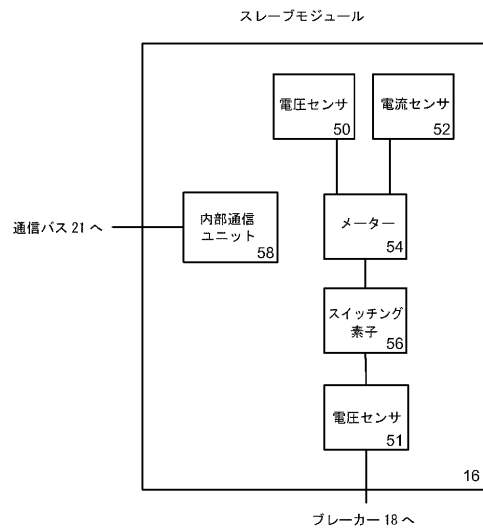 スレーブモジュール
電圧センサ
50
電流センサ
52
通信バス 21 へ
内部通信
ユニット
58
メーター
54
スイッチング
素子
56
電圧センサ
51
16
ブレーカー 18 へ